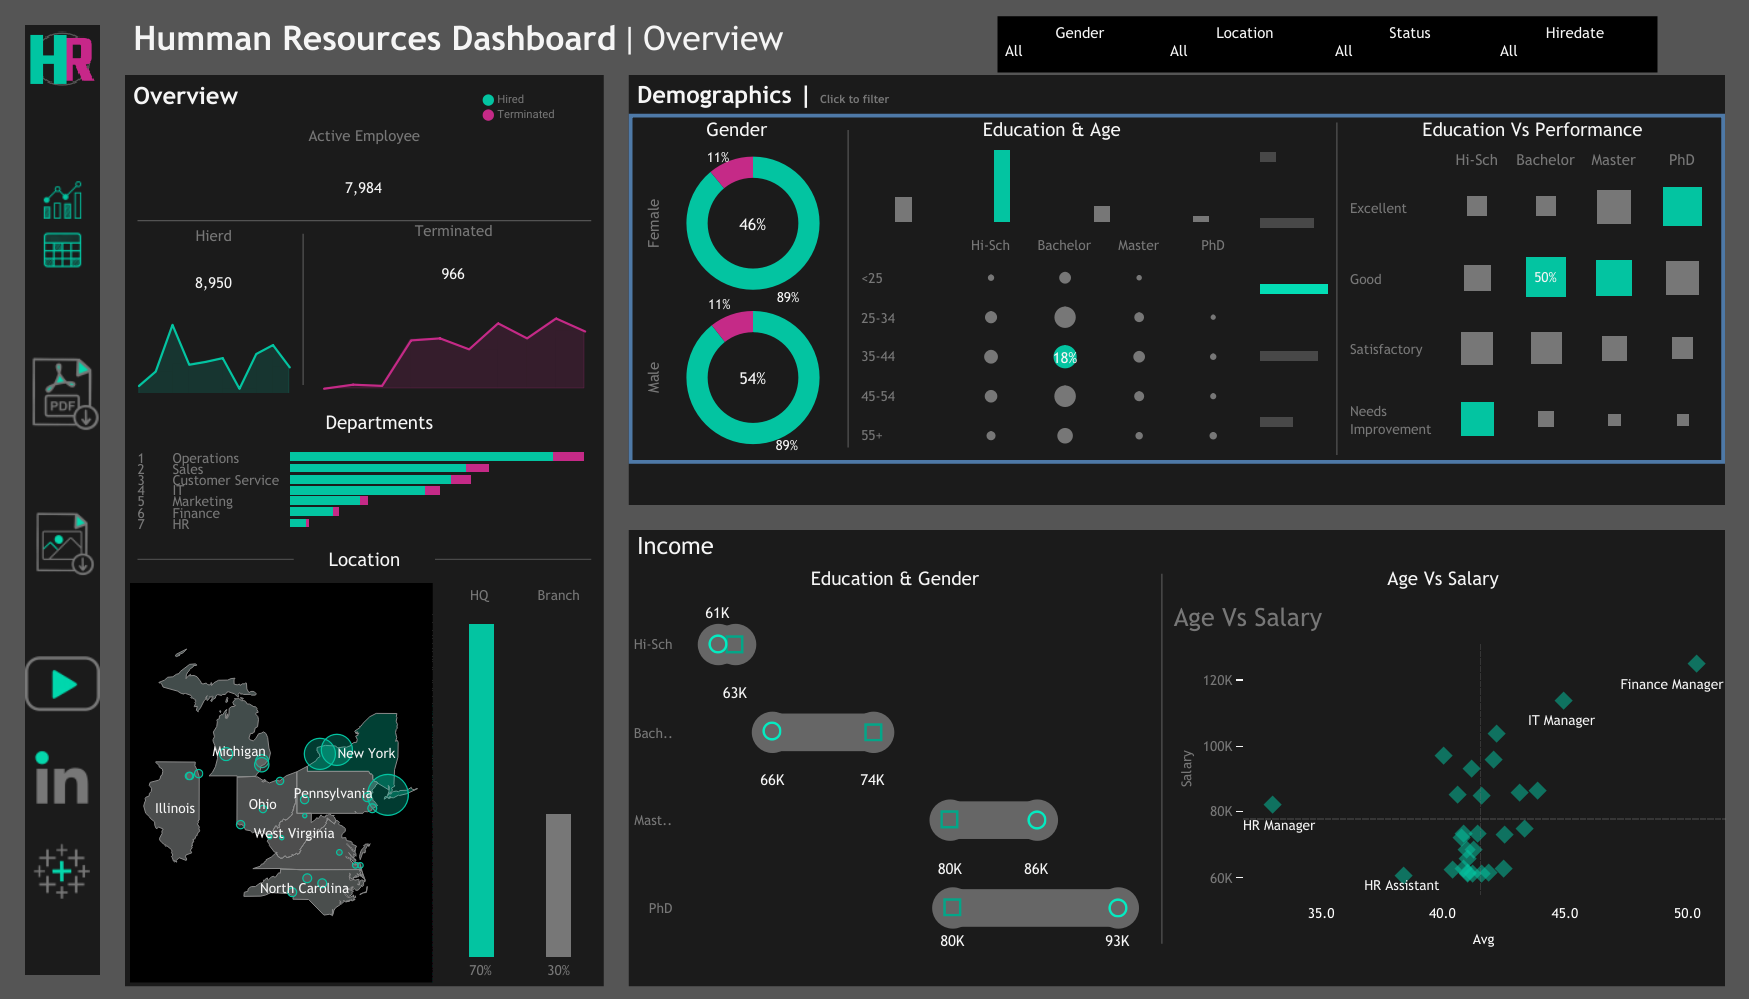 HR
Humman Resources Dashboard | Overview
Gender
Location
Status
Hiredate
All
All
All
All
Overview
Hired
Terminated
Active Employee
7,984
Hierd
Terminated
8,950
966
Departments
1 Operations
2 Sales
3 Customer Service
4 IT
5 Marketing
6 Finance
7 HR
Location
HQ
Branch
Michigan
New York
Illinois
Ohio
Pennsylvania
West Virginia
North Carolina
70%
30%
PDF
in
Demographics | Click to filter
Gender
Female
11%
46%
89%
Male
11%
54%
89%
Education & Age
Hi-Sch Bachelor Master PhD
<25
25-34
35-44
18%
45-54
55+
Education Vs Performance
Hi-Sch Bachelor Master PhD
Excellent
Good
50%
Satisfactory
Needs
Improvement
Income
Education & Gender
61K
Hi-Sch
63K
Bach..
66K 74K
Mast..
80K 86K
PhD
80K 93K
Age Vs Salary
Age Vs Salary
Salary
120K
100K
80K
60K
Finance Manager
IT Manager
HR Manager
HR Assistant
35.0 40.0 45.0 50.0
Avg